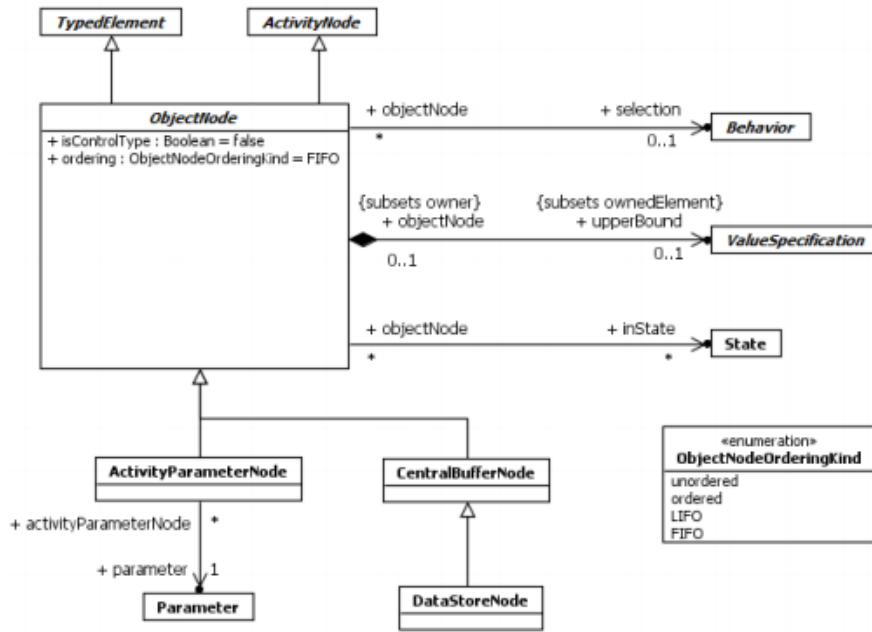 TypedElement
ActivityNode
ObjectNode
+ isControlType : Boolean = false
+ ordering : ObjectNodeOrderingKind = FIFO
+ objectNode
+ selection
*
0..1
Behavior
{subsets owner}
{subsets ownedElement}
+ objectNode
+ upperBound
0..1
0..1
ValueSpecification
+ objectNode
+ inState
*
*
State
ActivityParameterNode
CentralBufferNode
«enumeration»
ObjectNodeOrderingKind
unordered
ordered
LIFO
FIFO
+ activityParameterNode
*
+ parameter
1
Parameter
DataStoreNode